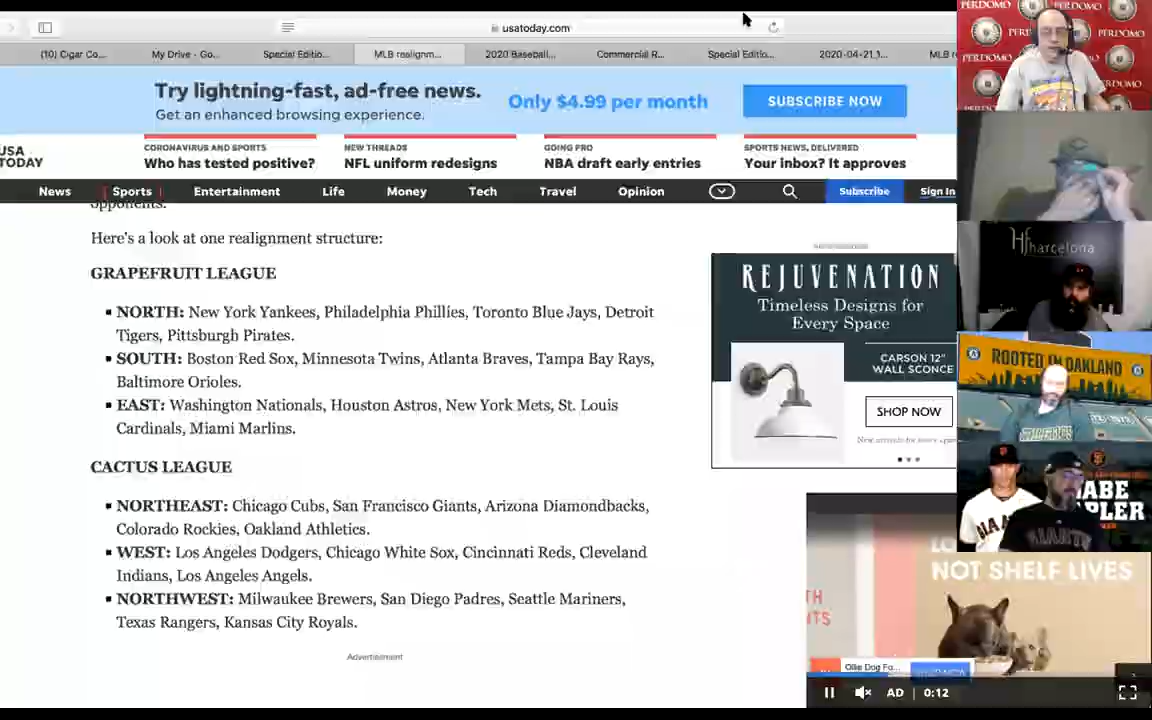 usatoday.com
(10) Cigar Co...
My Drive - Go...
Special Editio...
MLB realignm...
2020 Baseball...
Commercial R...
Special Editio...
2020-04-21_1...
MLB r
Try lightning-fast, ad-free news.
Get an enhanced browsing experience.
Only $4.99 per month
SUBSCRIBE NOW
USA
TODAY
CORONAVIRUS AND SPORTS
Who has tested positive?
NEW THREADS
NFL uniform redesigns
GOING PRO
NBA draft early entries
SPORTS NEWS, DELIVERED
Your inbox? It approves
News Sports Entertainment Life Money Tech Travel Opinion Subscribe Sign In
opponents.
Here's a look at one realignment structure:
GRAPEFRUIT LEAGUE
▪ NORTH: New York Yankees, Philadelphia Phillies, Toronto Blue Jays, Detroit
Tigers, Pittsburgh Pirates.
▪ SOUTH: Boston Red Sox, Minnesota Twins, Atlanta Braves, Tampa Bay Rays,
Baltimore Orioles.
▪ EAST: Washington Nationals, Houston Astros, New York Mets, St. Louis
Cardinals, Miami Marlins.
CACTUS LEAGUE
▪ NORTHEAST: Chicago Cubs, San Francisco Giants, Arizona Diamondbacks,
Colorado Rockies, Oakland Athletics.
▪ WEST: Los Angeles Dodgers, Chicago White Sox, Cincinnati Reds, Cleveland
Indians, Los Angeles Angels.
▪ NORTHWEST: Milwaukee Brewers, San Diego Padres, Seattle Mariners,
Texas Rangers, Kansas City Royals.
Advertisement
REJUVENATION
Timeless Designs for
Every Space
CARSON 12"
WALL SCONCE
SHOP NOW
NOT SHELF LIVES
Ollie Dog Fo...
AD 0:12
PERDOMO
PERDOMO
Hfharcelona
ROOTED IN OAKLAND
GIANTS